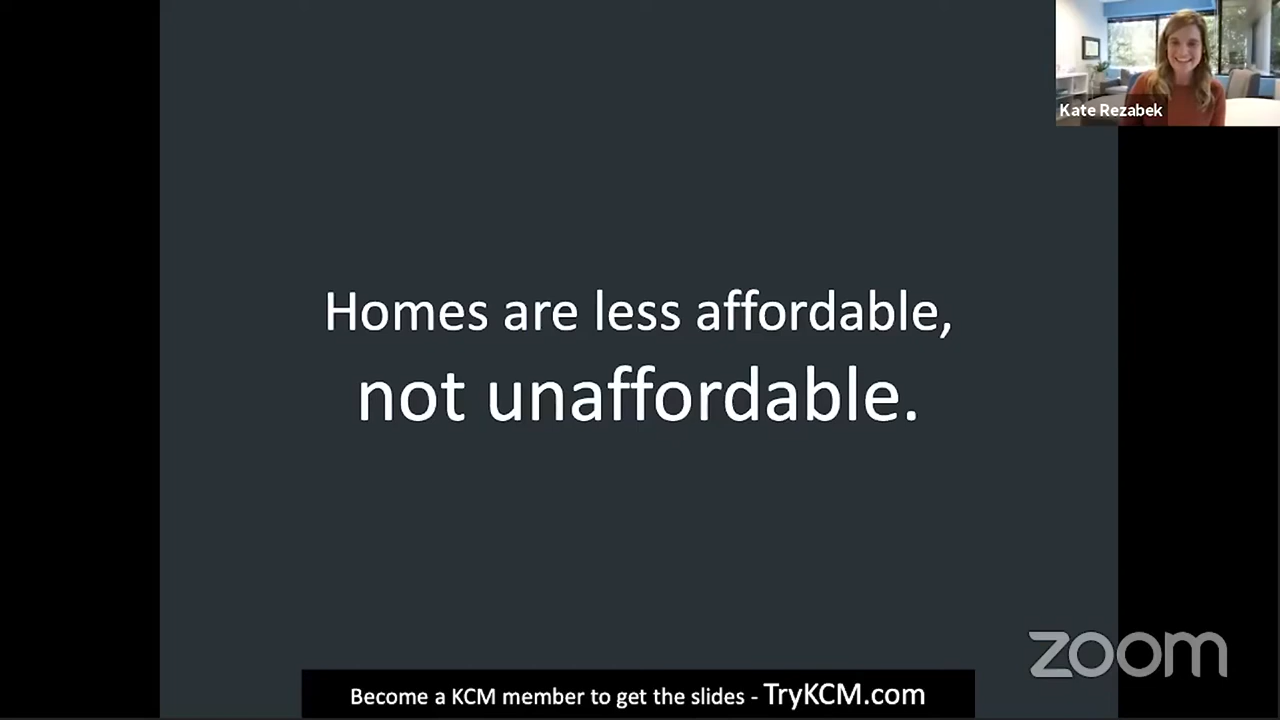 Kate Rezabek
Homes are less affordable,
not unaffordable.
zoom
Become a KCM member to get the slides - TryKCM.com